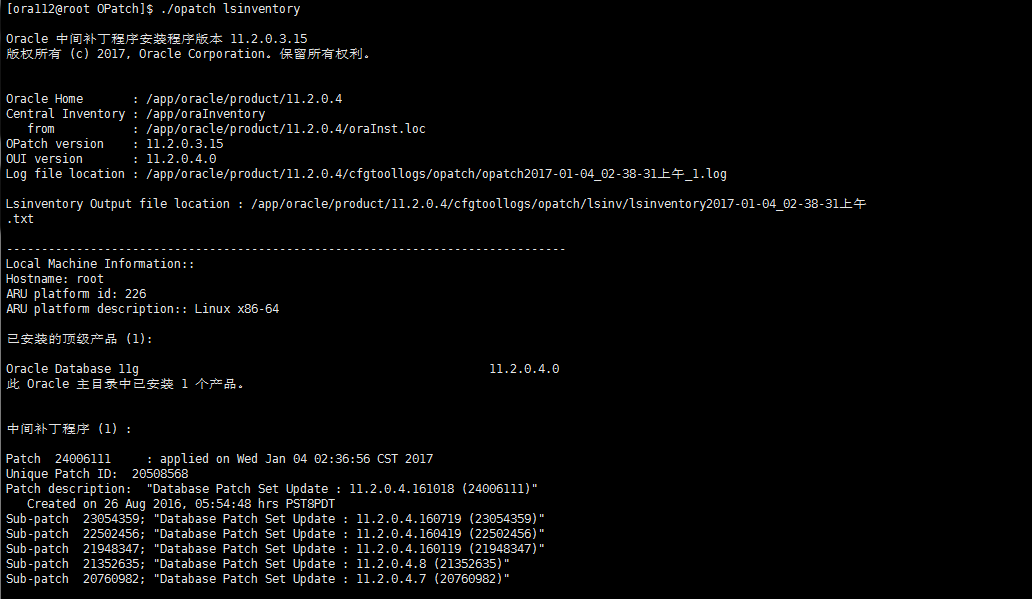 [ora112@root OPatch]$ ./opatch lsinventory
Oracle 中间补丁程序安装程序版本 11.2.0.3.15
版权所有 (c) 2017, Oracle Corporation。保留所有权利。
Oracle Home       : /app/oracle/product/11.2.0.4
Central Inventory : /app/oraInventory
   from           : /app/oracle/product/11.2.0.4/oraInst.loc
OPatch version    : 11.2.0.3.15
OUI version       : 11.2.0.4.0
Log file location : /app/oracle/product/11.2.0.4/cfgtoollogs/opatch/opatch2017-01-04_02-38-31上午_1.log
Lsinventory Output file location : /app/oracle/product/11.2.0.4/cfgtoollogs/opatch/lsinv/lsinventory2017-01-04_02-38-31上午
.txt
--------------------------------------------------------------------------------
Local Machine Information::
Hostname: root
ARU platform id: 226
ARU platform description:: Linux x86-64
已安装的顶级产品 (1):
Oracle Database 11g                                                  11.2.0.4.0
此 Oracle 主目录中已安装 1 个产品。
中间补丁程序 (1) :
Patch  24006111     : applied on Wed Jan 04 02:36:56 CST 2017
Unique Patch ID:  20508568
Patch description:  "Database Patch Set Update : 11.2.0.4.161018 (24006111)"
   Created on 26 Aug 2016, 05:54:48 hrs PST8PDT
Sub-patch  23054359; "Database Patch Set Update : 11.2.0.4.160719 (23054359)"
Sub-patch  22502456; "Database Patch Set Update : 11.2.0.4.160419 (22502456)"
Sub-patch  21948347; "Database Patch Set Update : 11.2.0.4.160119 (21948347)"
Sub-patch  21352635; "Database Patch Set Update : 11.2.0.4.8 (21352635)"
Sub-patch  20760982; "Database Patch Set Update : 11.2.0.4.7 (20760982)"